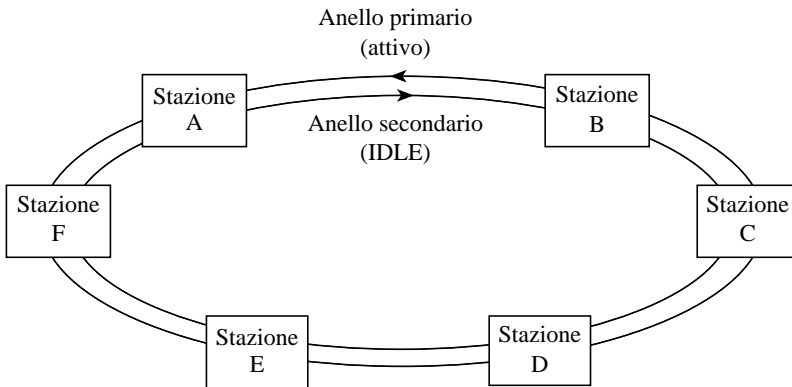 Anello primario
(attivo)
Stazione
A
Anello secondario
(IDLE)
Stazione
B
Stazione
F
Stazione
C
Stazione
E
Stazione
D